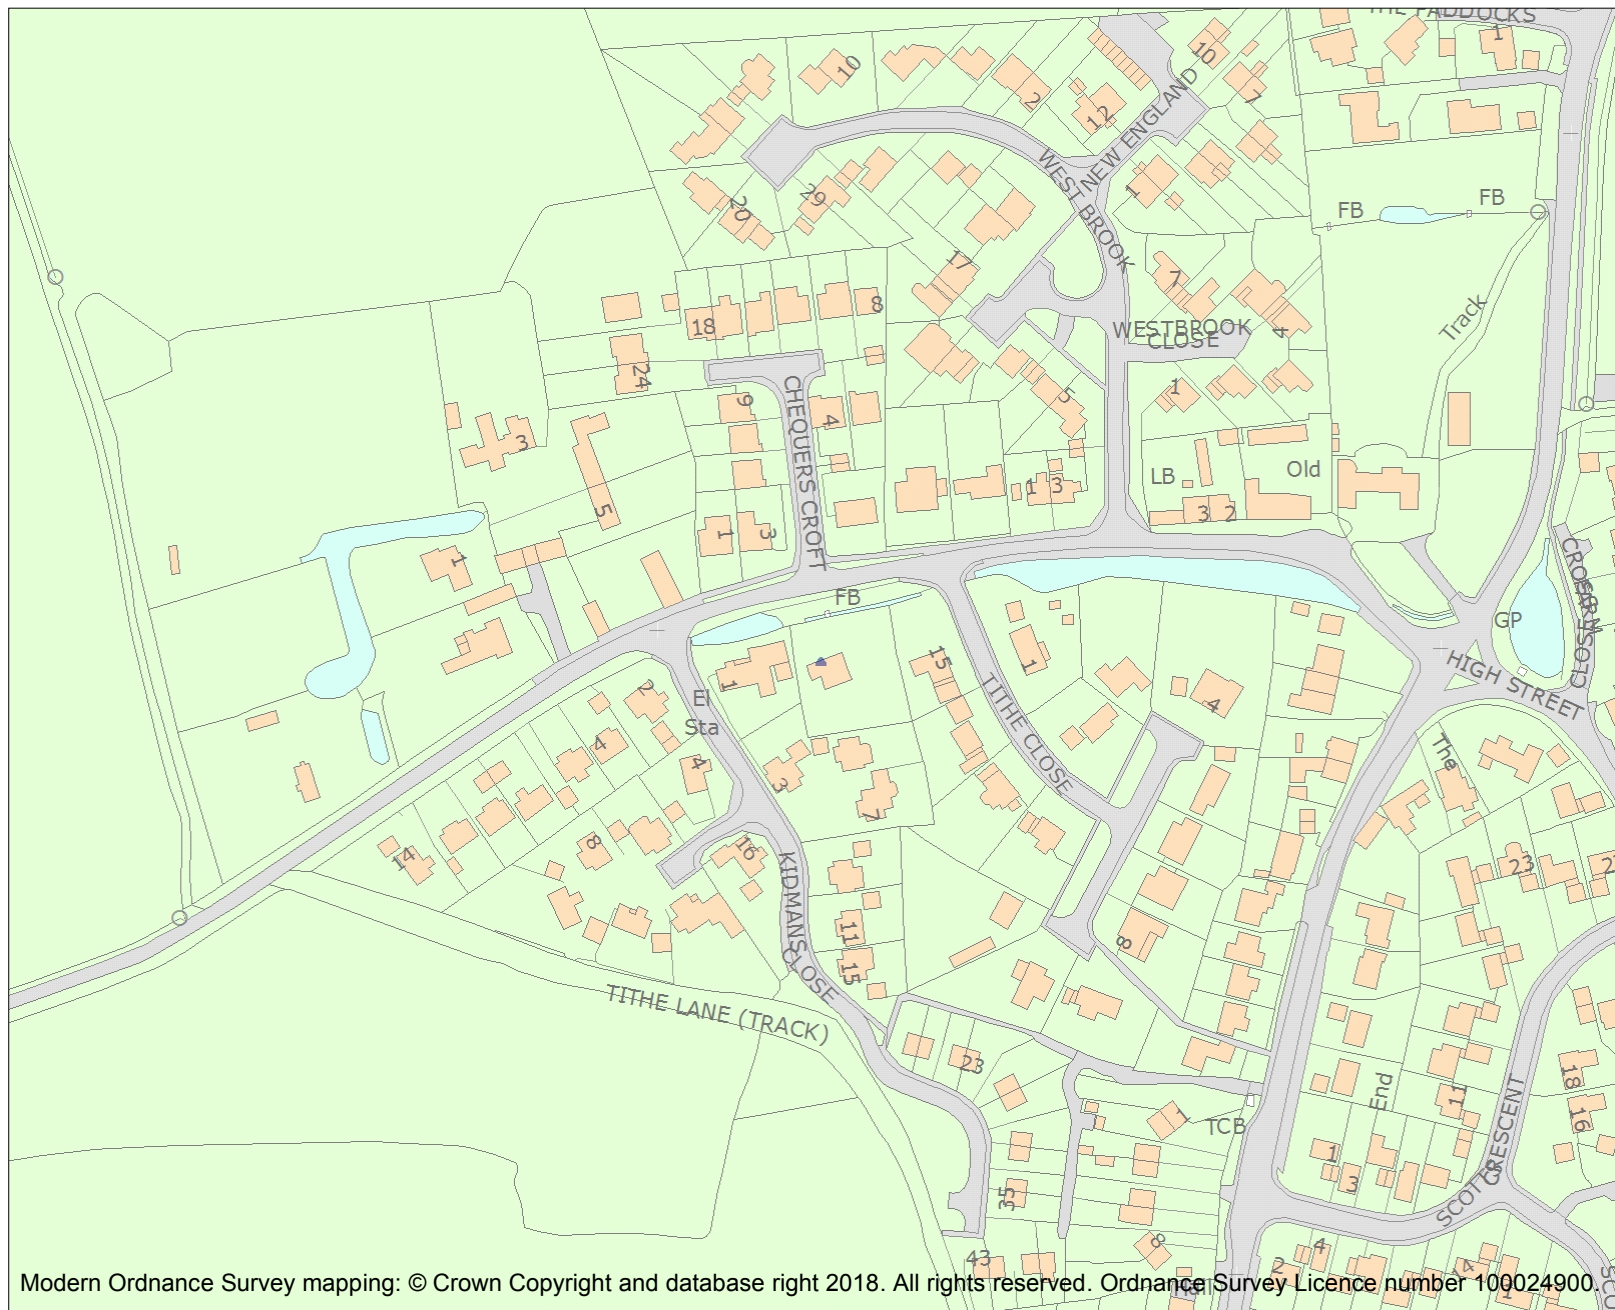 THE PADDOCKS
1
10
10
2
12
7
NEW ENGLAND
WEST BROOK
1
FB
FB
29
20
17
7
8
18
WESTBROOK
CLOSE
4
Track
24
CHEQUERS CROFT
9
4
1
5
3
LB
Old
1
3
3
2
5
1
3
1
FB
GP
CLOSE
HIGH STREET
15
1
TITHE CLOSE
1
2
El
Sta
4
4
3
7
4
The
14
8
16
KIDMANS CLOSE
11
15
8
23
TITHE LANE (TRACK)
23
1
TCB
End
11
18
16
SCOTTS CRESCENT
1
3
35
43
8
2
4
14
1
Hall
Modern Ordnance Survey mapping: © Crown Copyright and database right 2018. All rights reserved. Ordnance Survey Licence number 100024900.